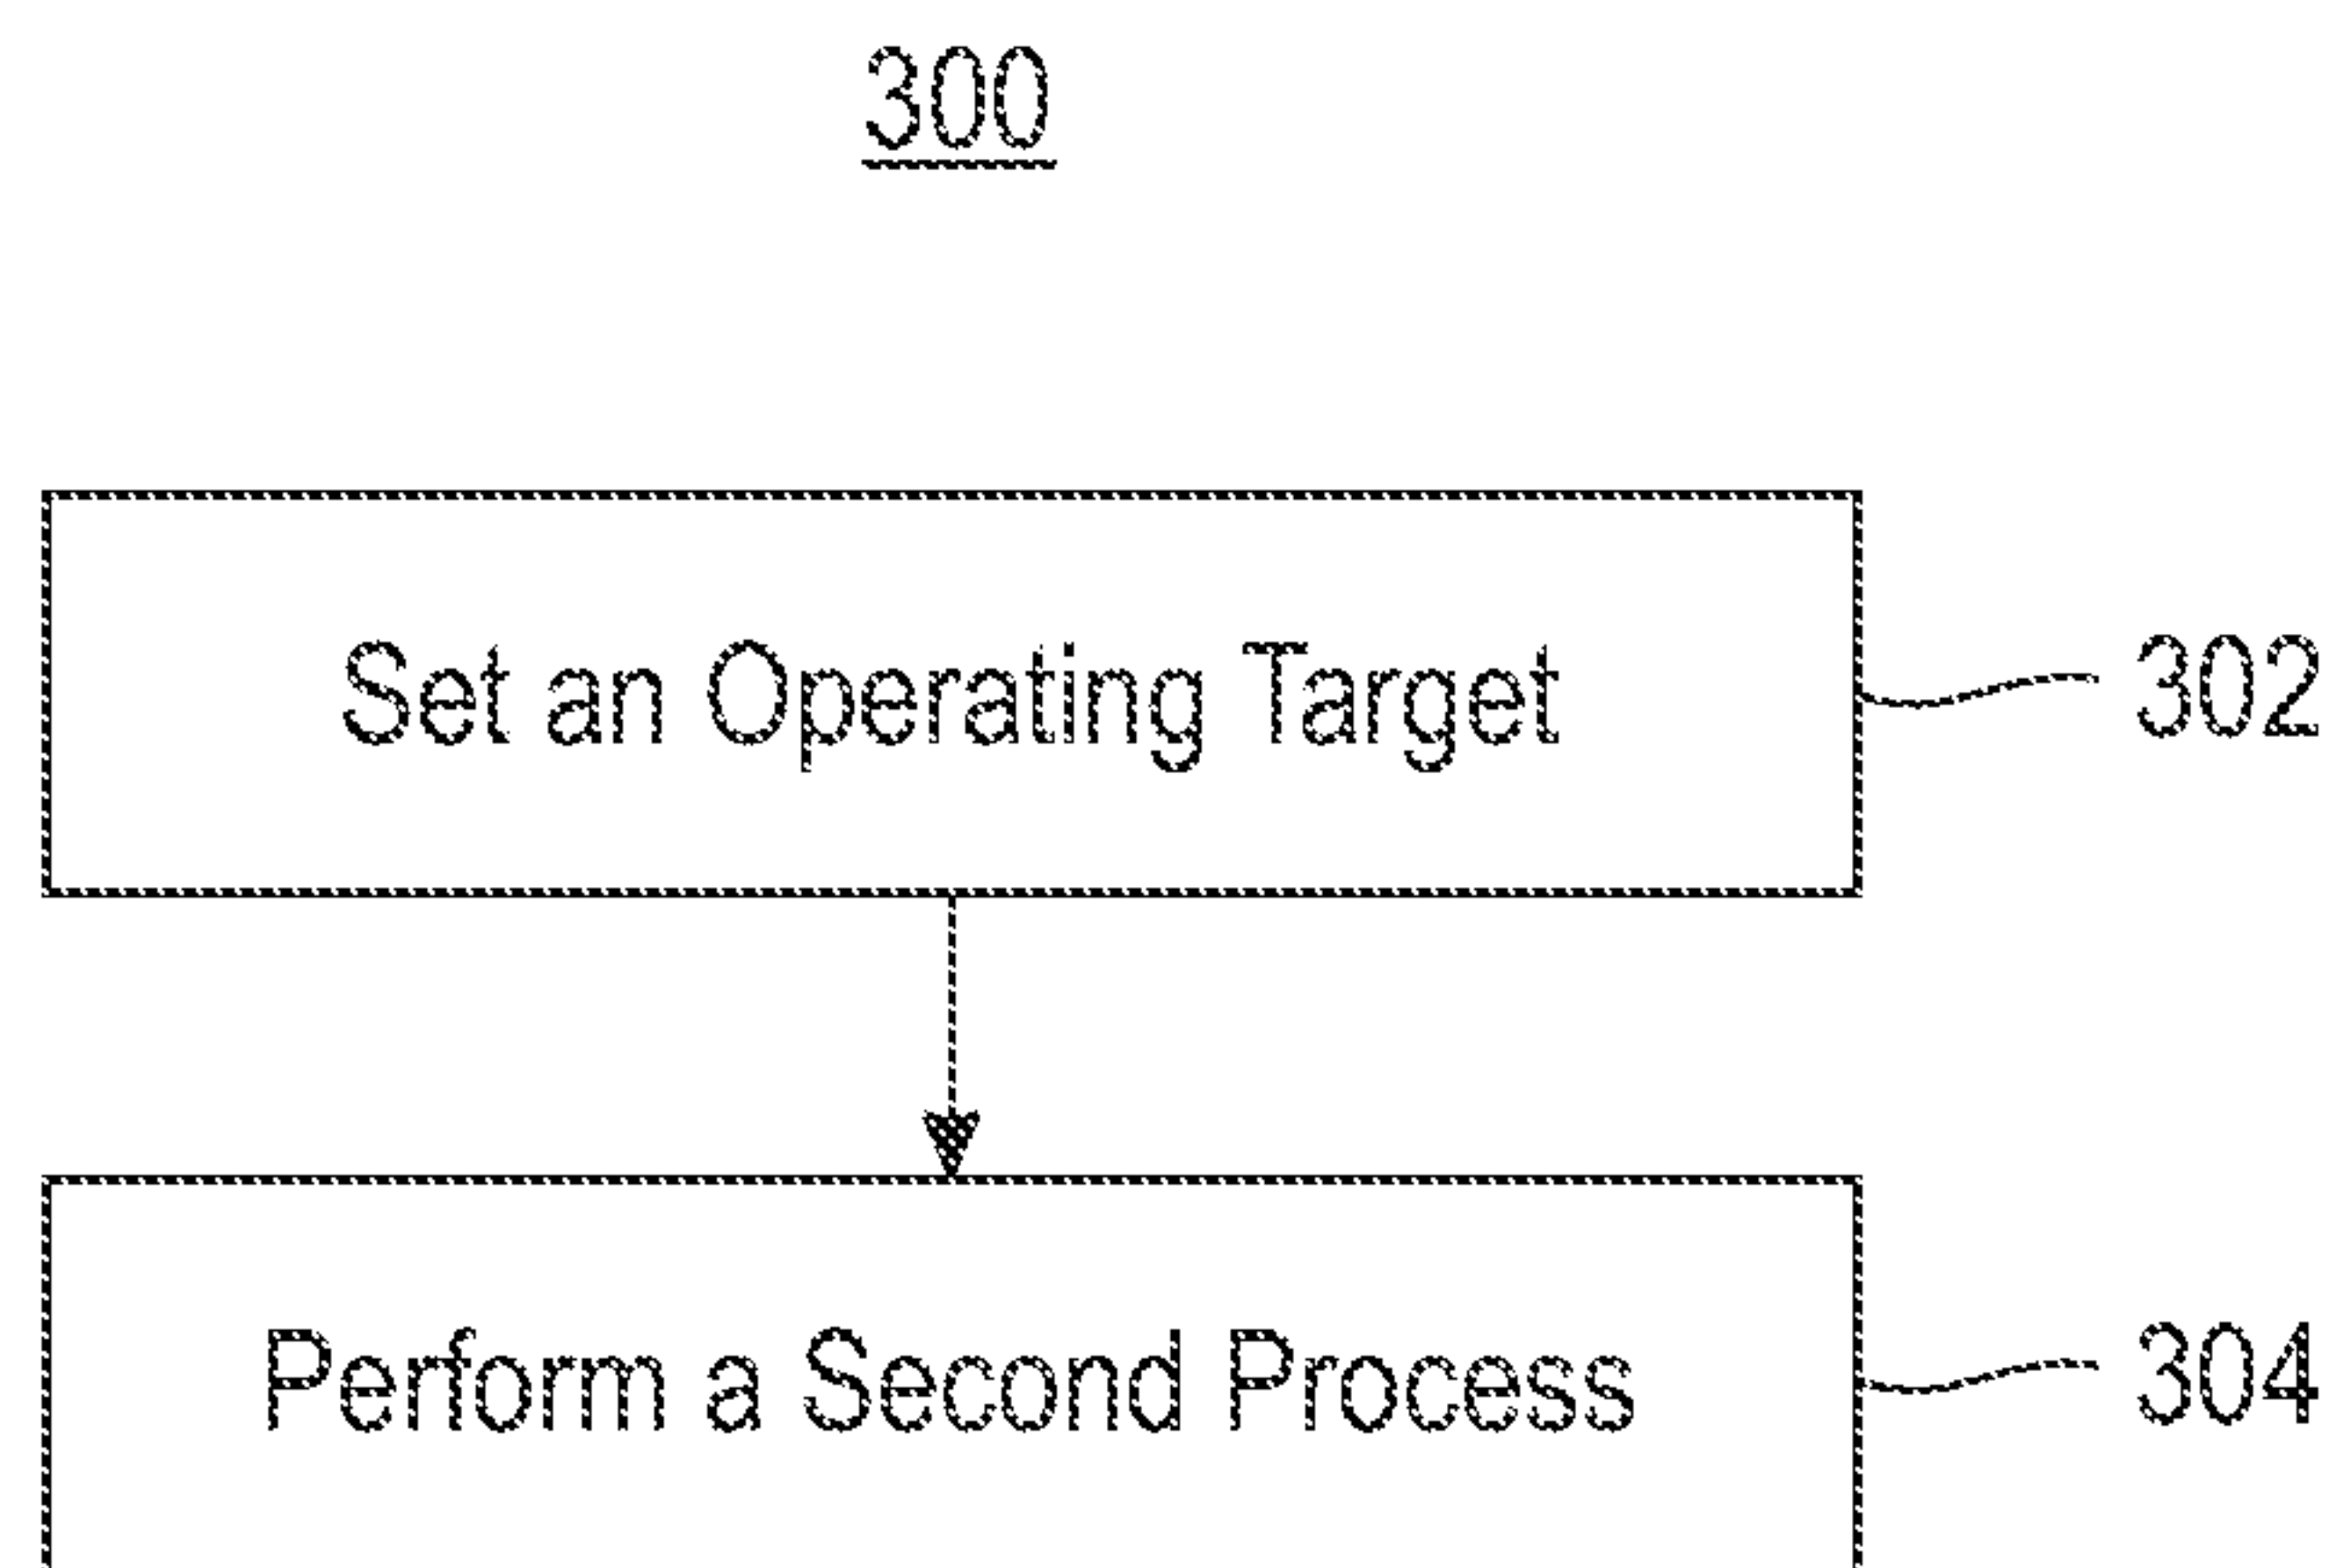 300
Set an Operating Target
302
Perform a Second Process
304